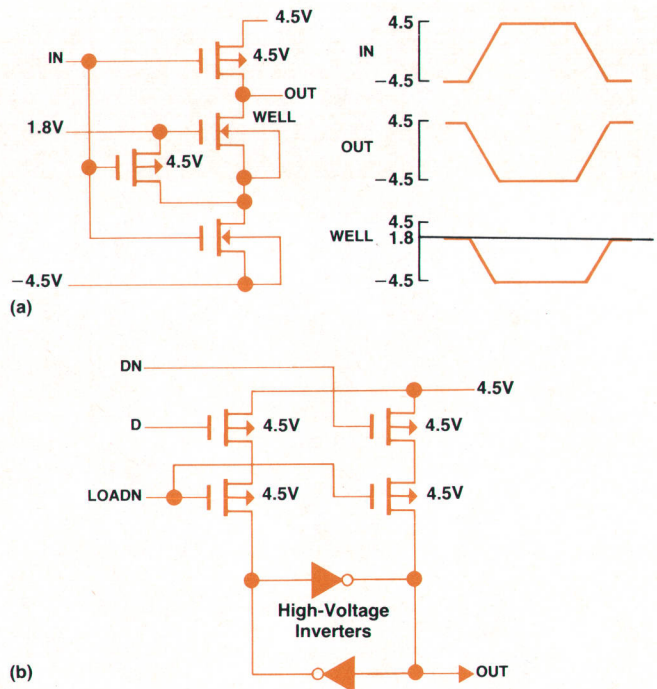 4.5V
IN
4.5V
OUT
1.8V
WELL
4.5V
−4.5V
(a)
4.5
IN
−4.5
4.5
OUT
−4.5
4.5
WELL 1.8
−4.5
DN
4.5V
D
4.5V
4.5V
LOADN
4.5V
4.5V
High-Voltage
Inverters
(b)
OUT